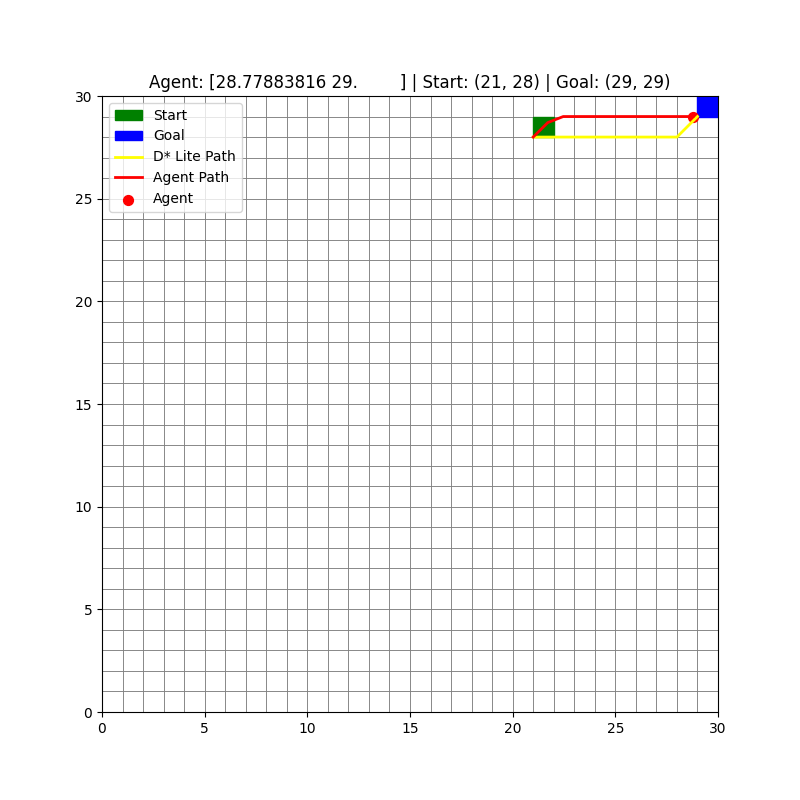 Agent: [28.77883816 29.        ] | Start: (21, 28) | Goal: (29, 29)
30
Start
Goal
D* Lite Path
Agent Path
Agent
25
20
15
10
5
0
0 5 10 15 20 25 30